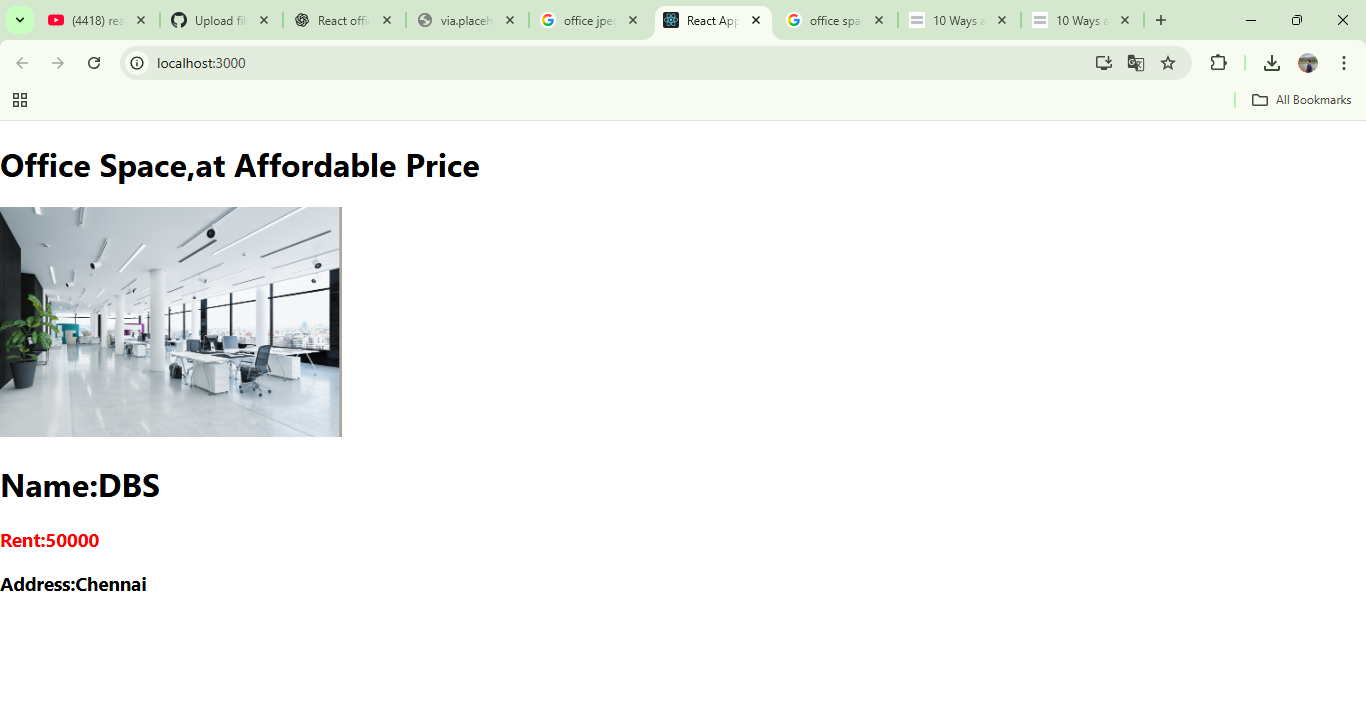 (4418) rea
Upload fil
React offi
via.placeh
office jpe
React App
office spa
10 Ways a
10 Ways a
localhost:3000
All Bookmarks
Office Space,at Affordable Price
Name:DBS
Rent:50000
Address:Chennai